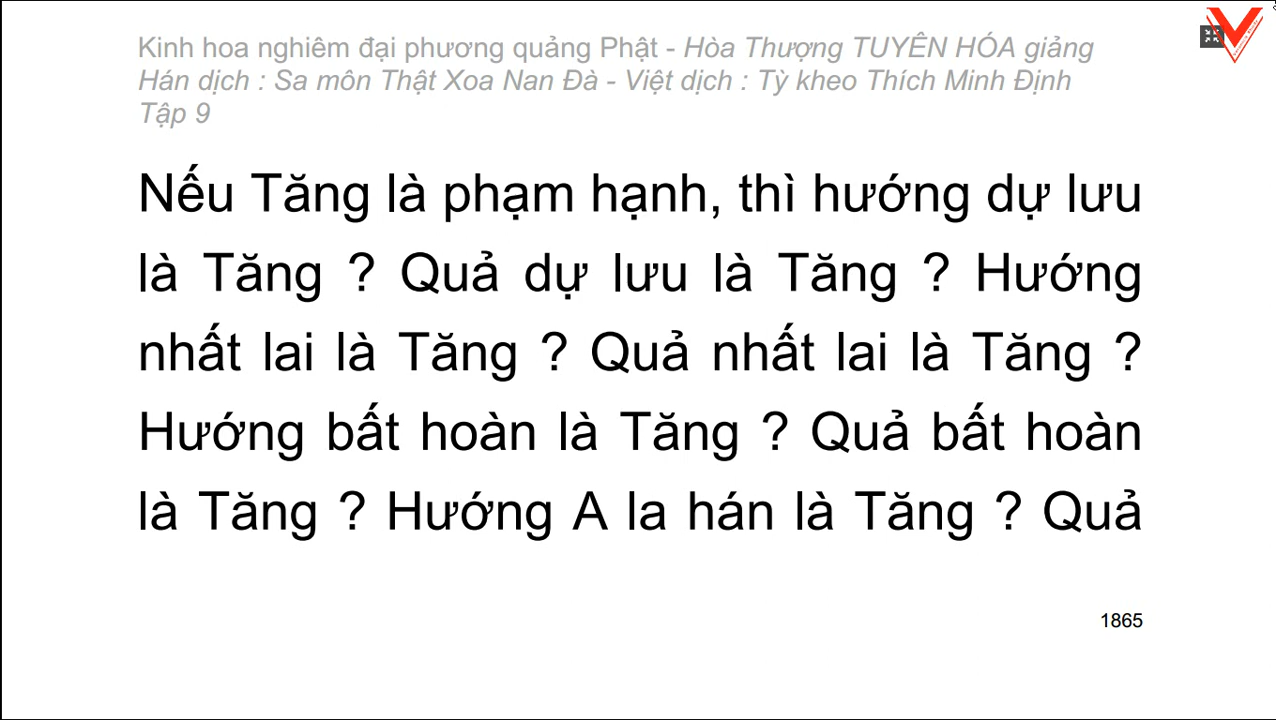 Kinh hoa nghiêm đại phương quảng Phật - Hòa Thượng TUYÊN HÓA giảng
Hán dịch : Sa môn Thật Xoa Nan Đà - Việt dịch : Tỳ kheo Thích Minh Định
Tập 9
Nếu Tăng là phạm hạnh, thì hướng dự lưu
là Tăng ? Quả dự lưu là Tăng ? Hướng
nhất lai là Tăng ? Quả nhất lai là Tăng ?
Hướng bất hoàn là Tăng ? Quả bất hoàn
là Tăng ? Hướng A la hán là Tăng ? Quả
1865